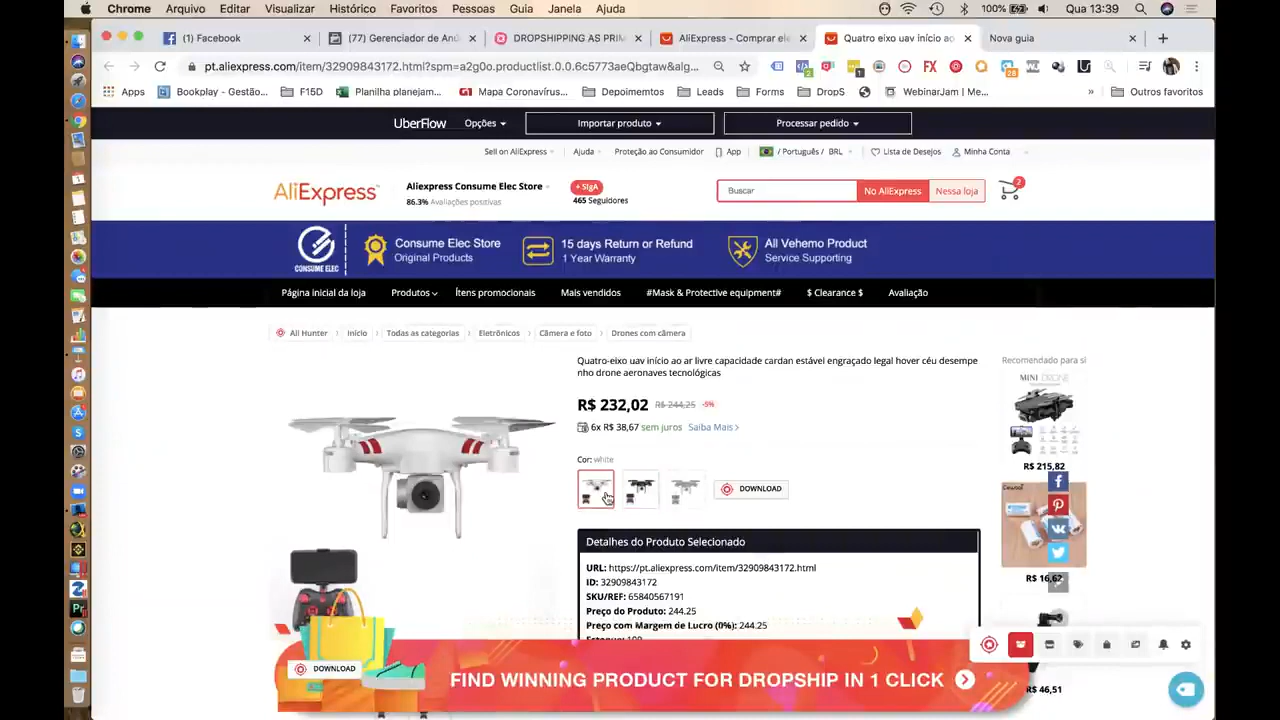 Chrome Arquivo Editar Visualizar Histórico Favoritos Pessoas Guia Janela Ajuda 100% Qua 13:39
(1) Facebook × (77) Gerenciador de Anú × DROPSHIPPING AS PRIM × AliExpress - Comprar ele × Quatro eixo uav início ao × Nova guia × +
pt.aliexpress.com/item/32909843172.html?spm=a2g0o.productlist.0.0.6c5773aeQbgtaw&alg...
Apps Bookplay - Gestão... F15D Planilha planejam... Mapa Coronavírus... Depoimentos Leads Forms DropS WebinarJam | Me... » Outros favoritos
UberFlow Opções Importar produto Processar pedido
Sell on AliExpress Ajuda Proteção ao Consumidor App / Português / BRL Lista de Desejos Minha Conta
AliExpress Aliexpress Consume Elec Store + SIgA Buscar No AliExpress Nessa loja 2
86.3% Avaliações positivas 465 Seguidores
CONSUME ELEC Consume Elec Store 15 days Return or Refund All Vehemo Product
Original Products 1 Year Warranty Service Supporting
Página inicial da loja Produtos Ítens promocionais Mais vendidos #Mask & Protective equipment# $ Clearance $ Avaliação
Ali Hunter Início Todas as categorias Eletrônicos Câmera e foto Drones com câmera
Quatro-eixo uav início ao ar livre capacidade cardan estável engraçado legal hover céu desempe
nho drone aeronaves tecnológicas
Recomendado para si
MINI DRONE
R$ 232,02 R$ 244,25 -5%
6x R$ 38,67 sem juros Saiba Mais >
Cor: white
R$ 215,82
DOWNLOAD
Detalhes do Produto Selecionado
URL: https://pt.aliexpress.com/item/32909843172.html
ID: 32909843172
SKU/REF: 65840567191
Preço do Produto: 244.25
Preço com Margem de Lucro (0%): 244.25
Estoque: 100
R$ 16,62
DOWNLOAD
FIND WINNING PRODUCT FOR DROPSHIP IN 1 CLICK
R$ 46,51